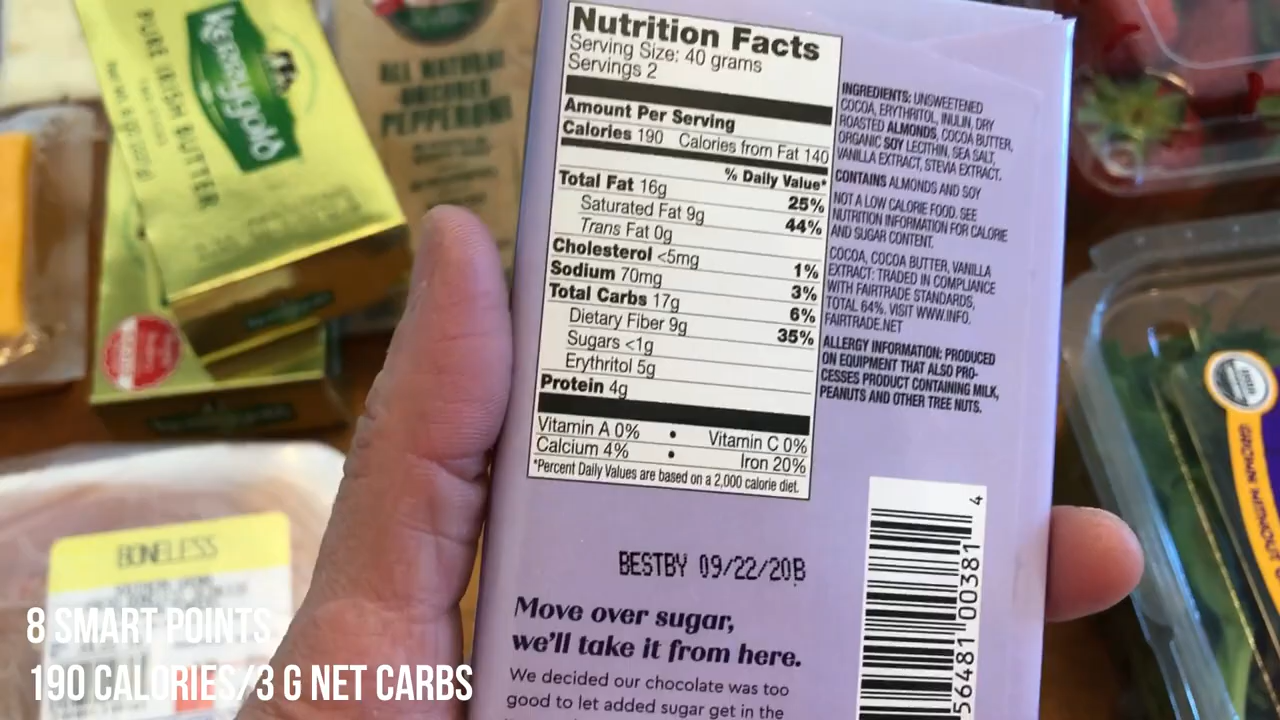 Kerrygold
PURE IRISH BUTTER
ALL NATURAL
UNCURED
PEPPERONI
Nutrition Facts
Serving Size: 40 grams
Servings 2
Amount Per Serving
Calories 190 Calories from Fat 140
% Daily Value*
Total Fat 16g 25%
Saturated Fat 9g 44%
Trans Fat 0g
Cholesterol <5mg 1%
Sodium 70mg 3%
Total Carbs 17g 6%
Dietary Fiber 9g 35%
Sugars <1g
Erythritol 5g
Protein 4g
Vitamin A 0% • Vitamin C 0%
Calcium 4% • Iron 20%
*Percent Daily Values are based on a 2,000 calorie diet.
INGREDIENTS: UNSWEETENED
COCOA, ERYTHRITOL, INULIN, DRY
ROASTED ALMONDS, COCOA BUTTER,
ORGANIC SOY LECITHIN, SEA SALT,
VANILLA EXTRACT, STEVIA EXTRACT.
CONTAINS ALMONDS AND SOY
NOT A LOW CALORIE FOOD. SEE
NUTRITION INFORMATION FOR CALORIE
AND SUGAR CONTENT.
COCOA, COCOA BUTTER, VANILLA
EXTRACT: TRADED IN COMPLIANCE
WITH FAIRTRADE STANDARDS,
TOTAL 64%. VISIT WWW.INFO.
FAIRTRADE.NET
ALLERGY INFORMATION: PRODUCED
ON EQUIPMENT THAT ALSO PRO-
CESSES PRODUCT CONTAINING MILK,
PEANUTS AND OTHER TREE NUTS.
BESTBY 09/22/20B
Move over sugar,
we'll take it from here.
We decided our chocolate was too
good to let added sugar get in the
56481 00381 4
GROWN WITHOUT
BONELESS
8 SMART POINTS
190 CALORIES/3 G NET CARBS